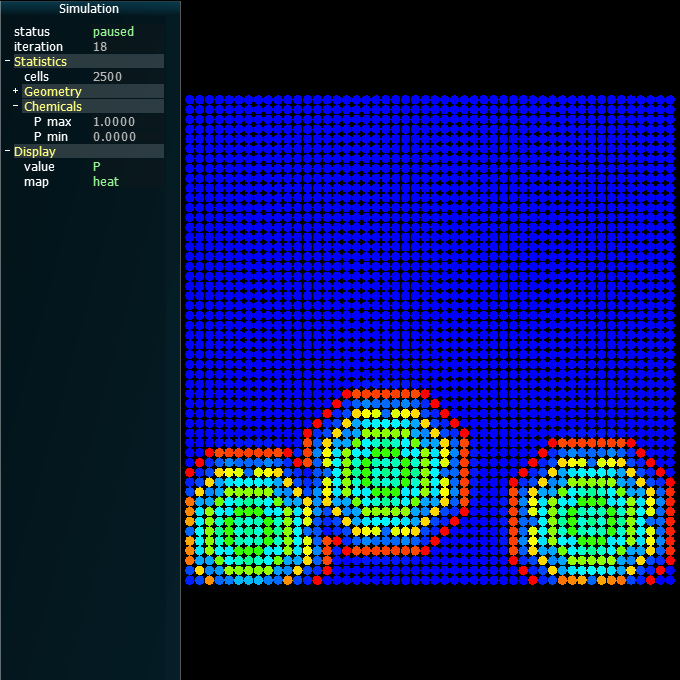 Simulation
status paused
iteration 18
- Statistics
cells 2500
+ Geometry
- Chemicals
P max 1.0000
P min 0.0000
- Display
value P
map heat